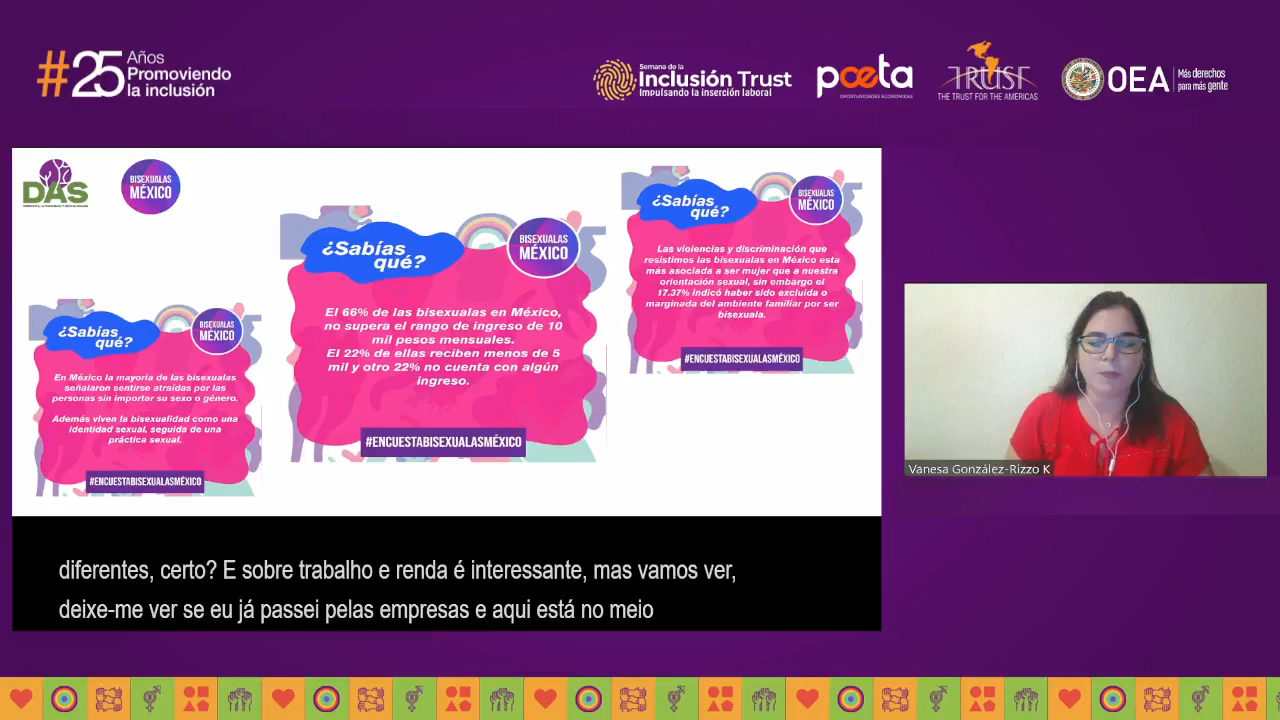 #25 Años
Promoviendo
la inclusión
Semana de la
Inclusión Trust
Impulsando la inserción laboral
poeta
OPORTUNIDADES ECONÓMICAS
TRUST
THE TRUST FOR THE AMERICAS
OEA
Más derechos
para más gente
DAS
BISEXUALAS
MÉXICO
¿Sabías
qué?
BISEXUALAS
MÉXICO
En México la mayoría de las bisexualas
señalaron sentirse atraídas por las
personas sin importar su sexo o género.
Además viven la bisexualidad como una
identidad sexual, seguida de una
práctica sexual.
#ENCUESTABISEXUALASMÉXICO
¿Sabías
qué?
BISEXUALAS
MÉXICO
El 66% de las bisexualas en México,
no supera el rango de ingreso de 10
mil pesos mensuales.
El 22% de ellas reciben menos de 5
mil y otro 22% no cuenta con algún
ingreso.
#ENCUESTABISEXUALASMÉXICO
¿Sabías
qué?
BISEXUALAS
MÉXICO
Las violencias y discriminación que
resistimos las bisexualas en México esta
más asociada a ser mujer que a nuestra
orientación sexual, sin embargo el
17.37% indicó haber sido excluida o
marginada del ambiente familiar por ser
bisexuala.
#ENCUESTABISEXUALASMÉXICO
Vanesa González-Rizzo K
diferentes, certo? E sobre trabalho e renda é interessante, mas vamos ver,
deixe-me ver se eu já passei pelas empresas e aqui está no meio